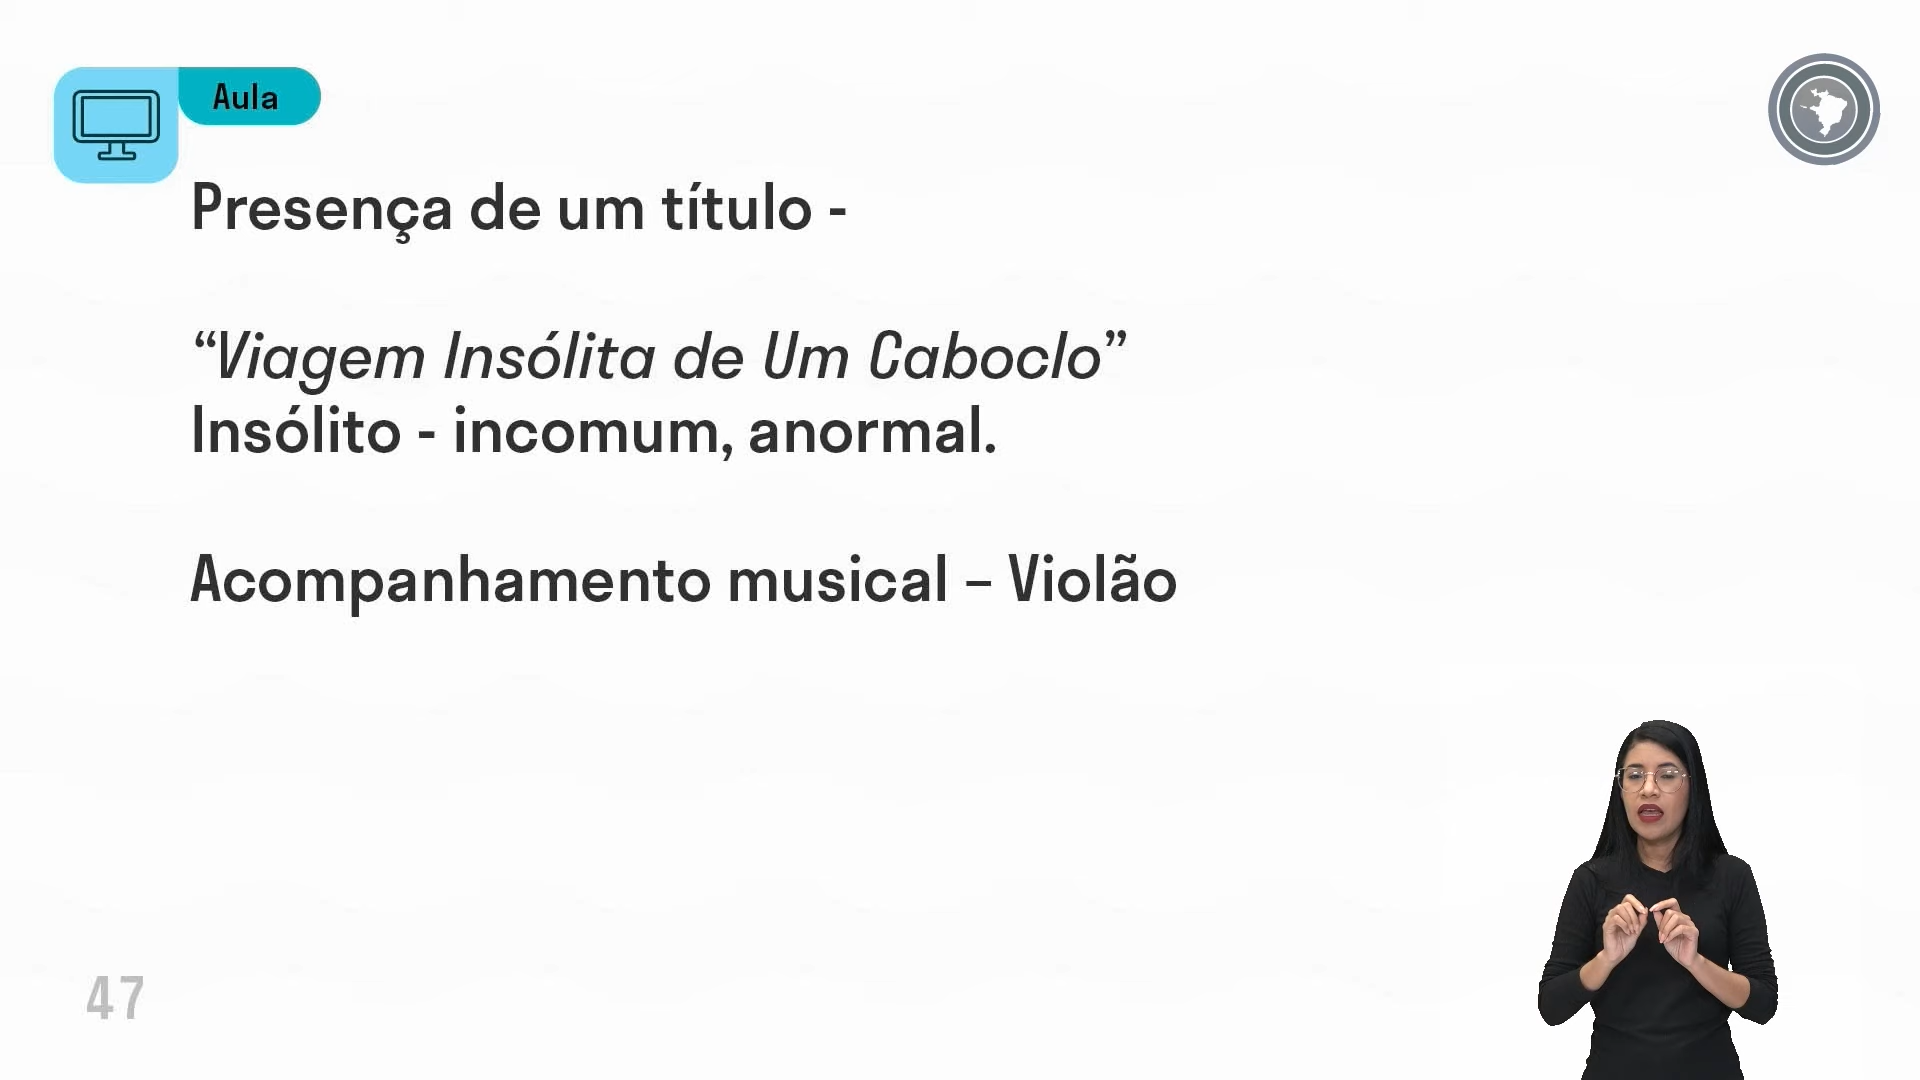 Aula
Presença de um título -
“Viagem Insólita de Um Caboclo”
Insólito - incomum, anormal.
Acompanhamento musical – Violão
47